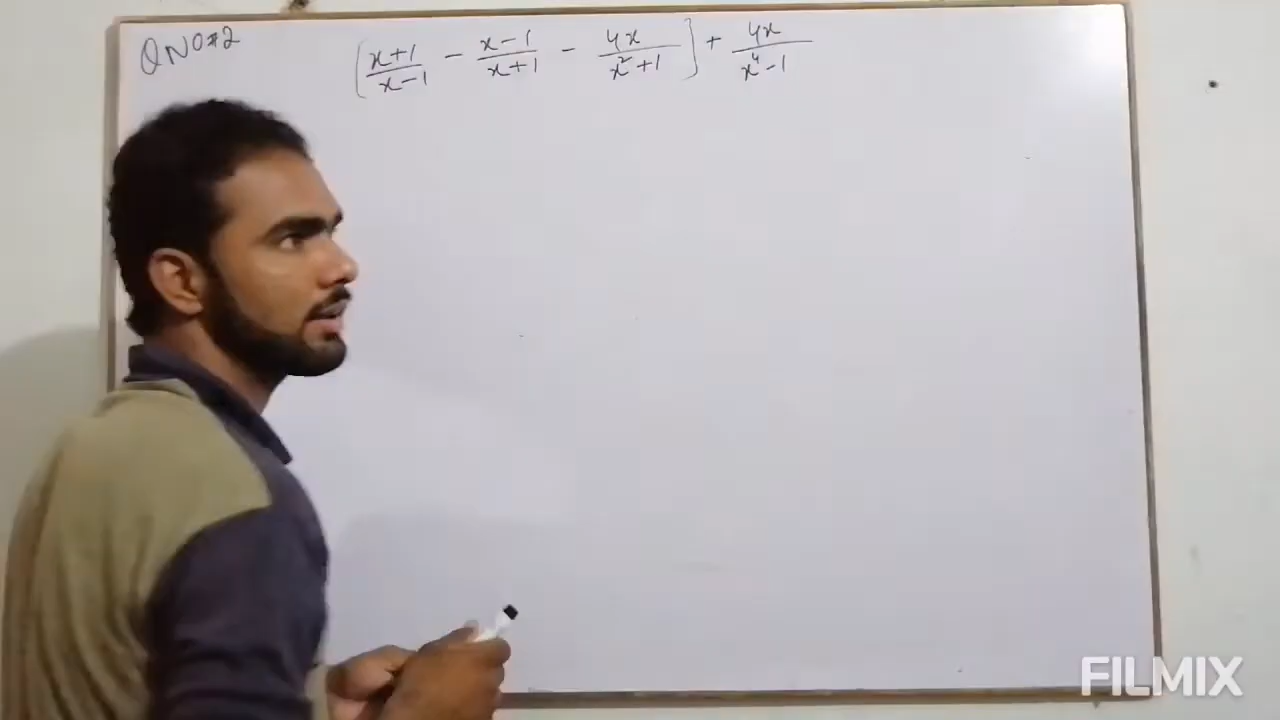 QNO#2
[x+1/x-1 - x-1/x+1 - 4x/x²+1] + 4x/x⁴-1
FILMIX